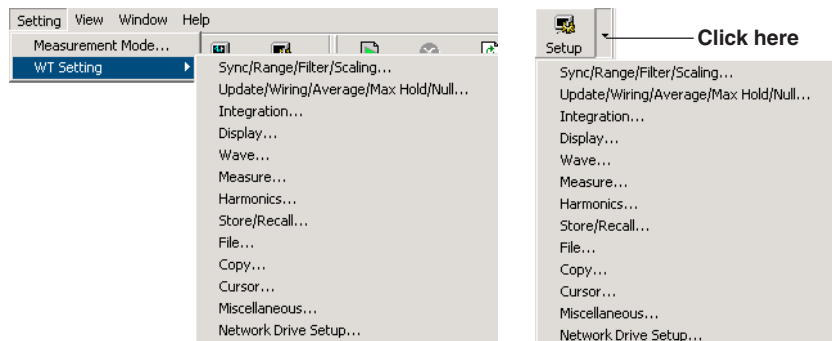 Setting View Window Help
Measurement Mode...
WT Setting
Sync/Range/Filter/Scaling...
Update/Wiring/Average/Max Hold/Null...
Integration...
Display...
Wave...
Measure...
Harmonics...
Store/Recall...
File...
Copy...
Cursor...
Miscellaneous...
Network Drive Setup...
Setup
Click here
Sync/Range/Filter/Scaling...
Update/Wiring/Average/Max Hold/Null...
Integration...
Display...
Wave...
Measure...
Harmonics...
Store/Recall...
File...
Copy...
Cursor...
Miscellaneous...
Network Drive Setup...